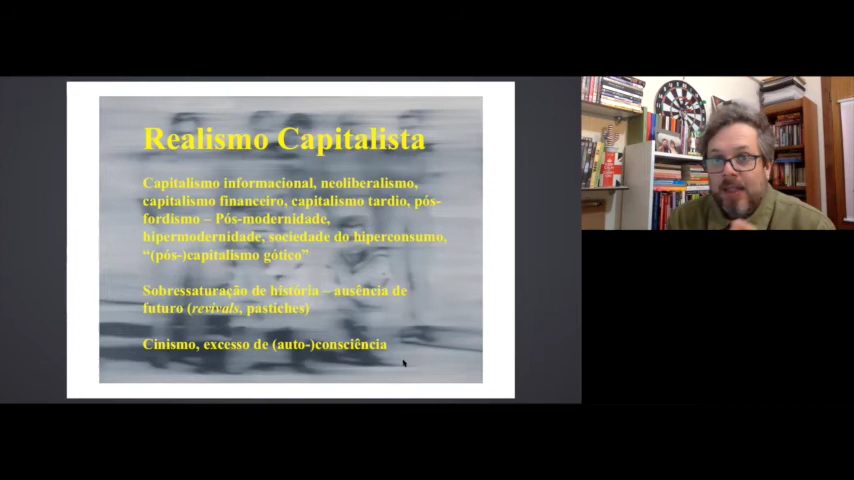 Realismo Capitalista
Capitalismo informacional, neoliberalismo,
capitalismo financeiro, capitalismo tardio, pós-
fordismo – Pós-modernidade,
hipermodernidade, sociedade do hiperconsumo,
“(pós-)capitalismo gótico”
Sobressaturação de história – ausência de
futuro (revivals, pastiches)
Cinismo, excesso de (auto-)consciência